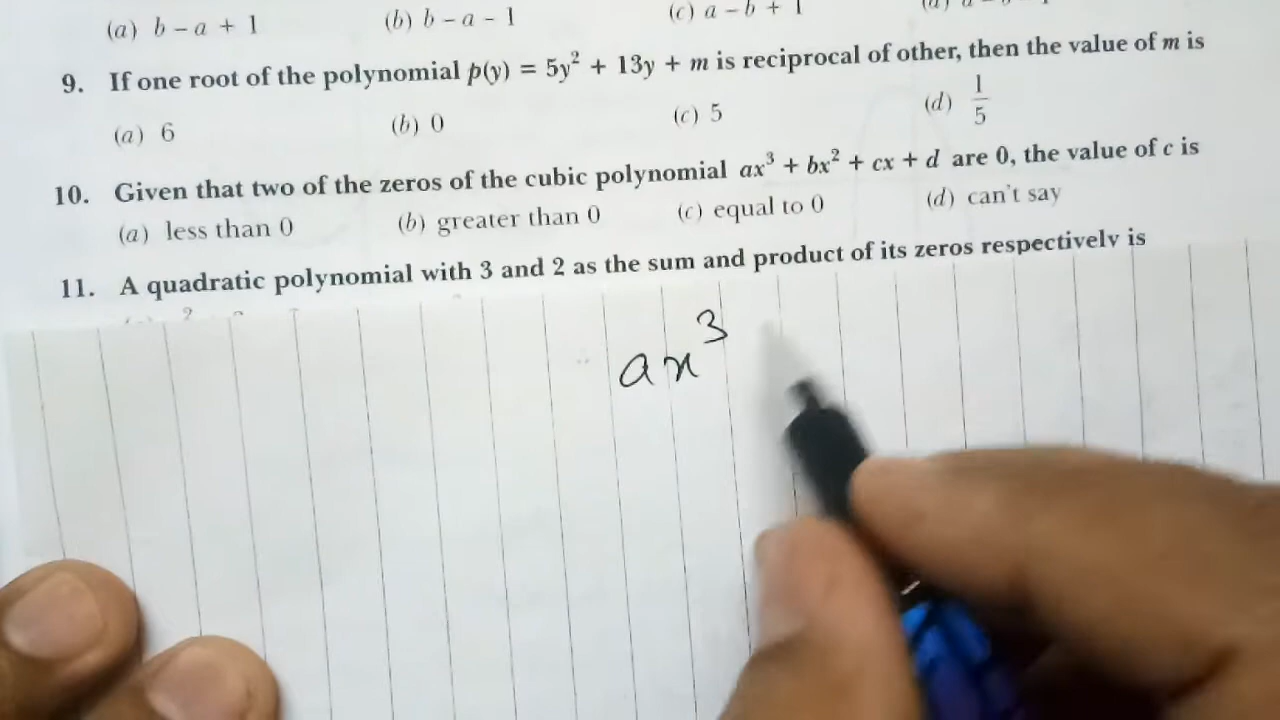 (a) b – a + 1 (b) b – a – 1 (c) a – b + 1
9. If one root of the polynomial p(y) = 5y² + 13y + m is reciprocal of other, then the value of m is
(a) 6 (b) 0 (c) 5 (d) 1/5
10. Given that two of the zeros of the cubic polynomial ax³ + bx² + cx + d are 0, the value of c is
(a) less than 0 (b) greater than 0 (c) equal to 0 (d) can't say
11. A quadratic polynomial with 3 and 2 as the sum and product of its zeros respectively is
ax³